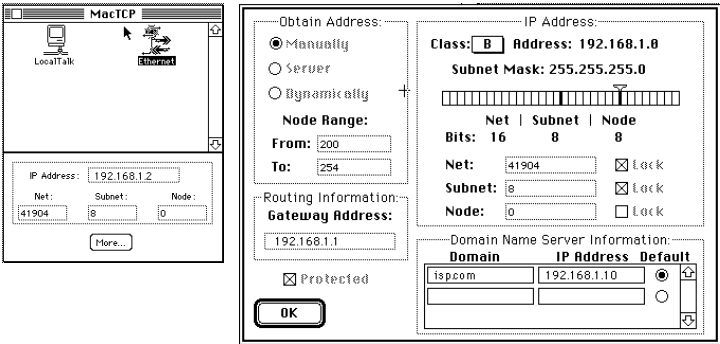 MacTCP
LocalTalk
Ethernet
IP Address: 192.168.1.2
Net: Subnet: Node:
41904 8 0
More...
Obtain Address:
Manually
Server
Dynamically
Node Range:
From: 200
To: 254
Routing Information:
Gateway Address:
192.168.1.1
Protected
OK
IP Address:
Class: B Address: 192.168.1.0
Subnet Mask: 255.255.255.0
Net | Subnet | Node
Bits: 16 8 8
Net: 41904 Lock
Subnet: 8 Lock
Node: 0 Lock
Domain Name Server Information:
Domain IP Address Default
isp.com 192.168.1.10